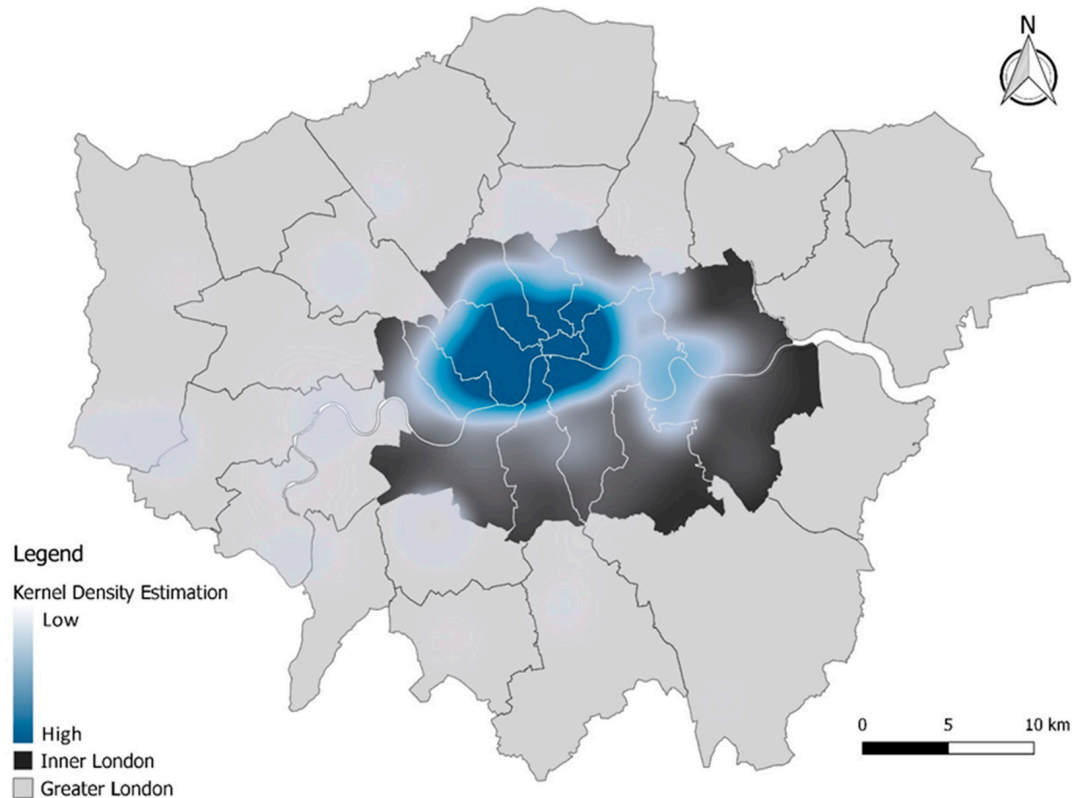 N
Legend
Kernel Density Estimation
Low
High
Inner London
Greater London
0 5 10 km